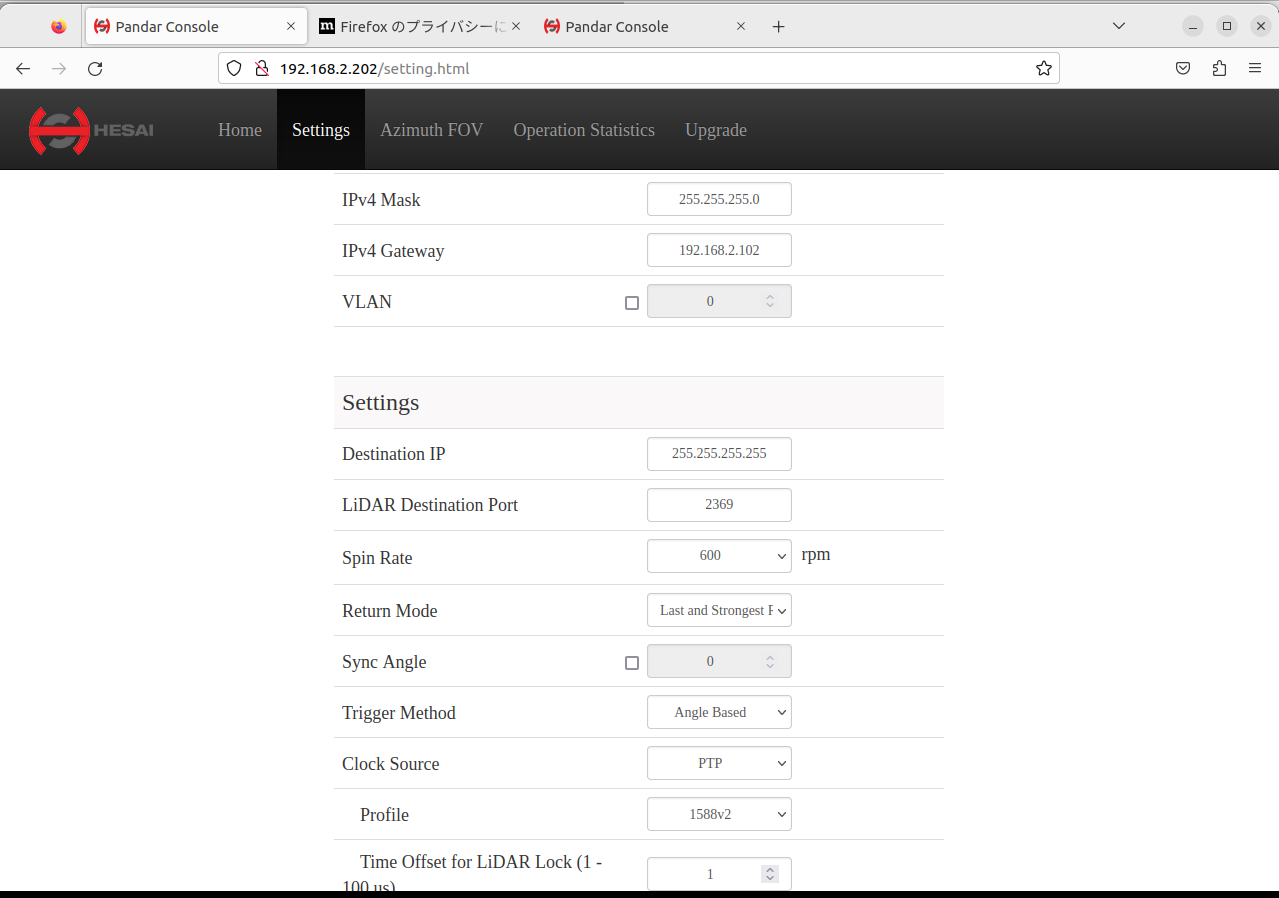 Pandar Console
Firefox のプライバシーに
Pandar Console
192.168.2.202/setting.html
HESAI
Home
Settings
Azimuth FOV
Operation Statistics
Upgrade
IPv4 Mask 255.255.255.0
IPv4 Gateway 192.168.2.102
VLAN 0
Settings
Destination IP 255.255.255.255
LiDAR Destination Port 2369
Spin Rate 600 rpm
Return Mode Last and Strongest
Sync Angle 0
Trigger Method Angle Based
Clock Source PTP
Profile 1588v2
Time Offset for LiDAR Lock (1 - 1
100 us)